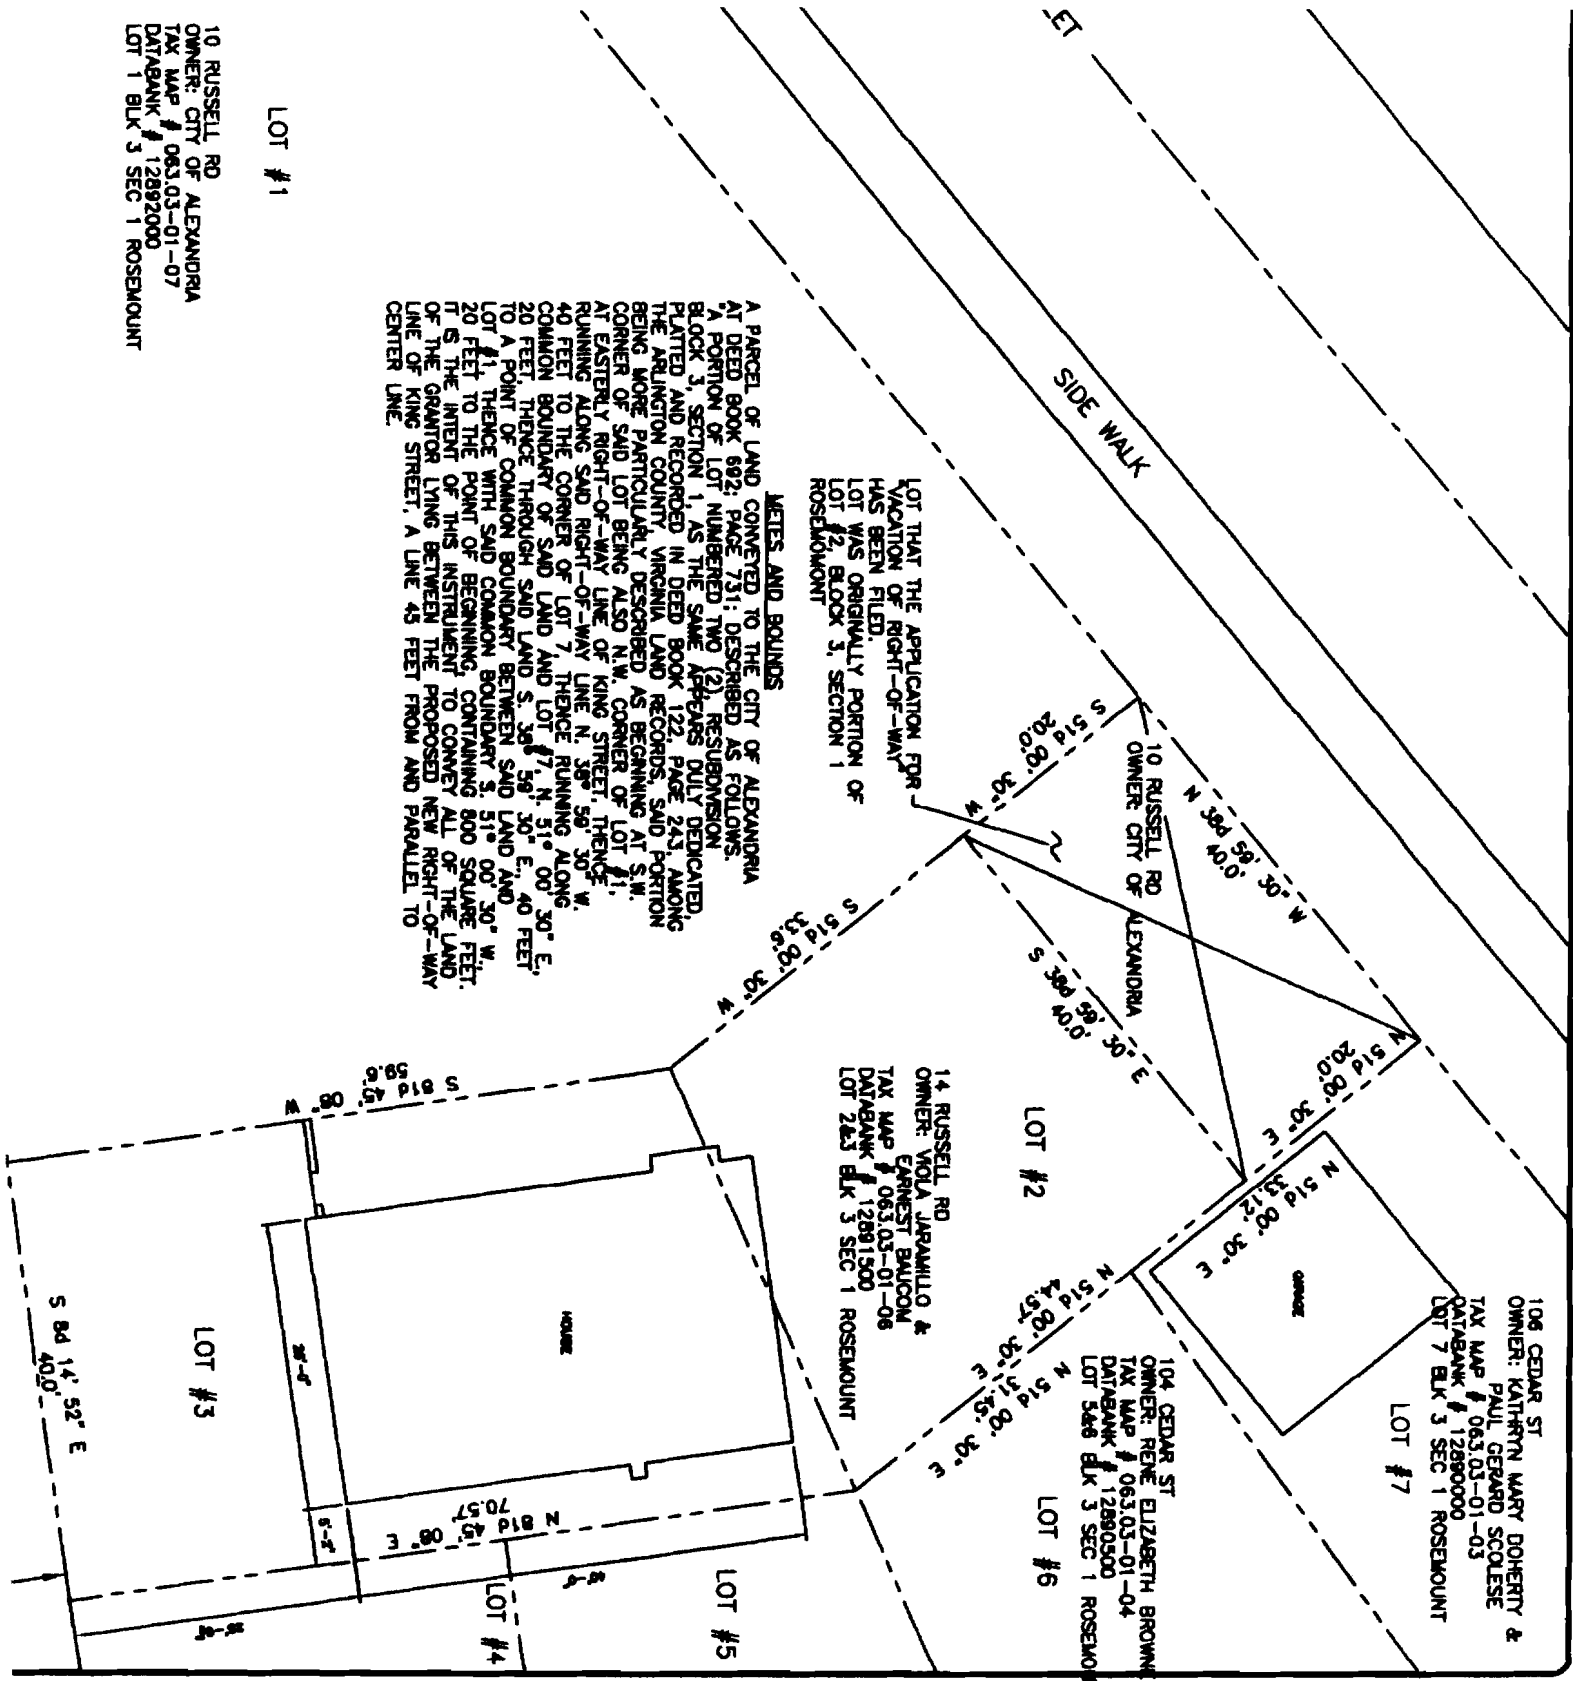 ET
SIDE WALK
LOT #1
10 RUSSELL RD
OWNER: CITY OF ALEXANDRIA
TAX MAP # 063.03-01-07
DATABANK # 12892000
LOT 1 BLK 3 SEC 1 ROSEMOUNT
LOT THAT THE APPLICATION FOR
"VACATION OF RIGHT-OF-WAY"
HAS BEEN FILED.
LOT WAS ORIGINALLY PORTION OF
LOT #2, BLOCK 3, SECTION 1
ROSEMOMONT
METES AND BOUNDS
A PARCEL OF LAND CONVEYED TO THE CITY OF ALEXANDRIA
AT DEED BOOK 692; PAGE 731; DESCRIBED AS FOLLOWS.
"A PORTION OF LOT NUMBERED TWO (2), RESUBDIVISION
BLOCK 3, SECTION 1, AS THE SAME APPEARS DULY DEDICATED,
PLATTED AND RECORDED IN DEED BOOK 122, PAGE 243, AMONG
THE ARLINGTON COUNTY, VIRGINIA LAND RECORDS, SAID PORTION
BEING MORE PARTICULARLY DESCRIBED AS BEGINNING AT S.W.
CORNER OF SAID LOT BEING ALSO N.W. CORNER OF LOT #1,
AT EASTERLY RIGHT-OF-WAY LINE OF KING STREET, THENCE
RUNNING ALONG SAID RIGHT-OF-WAY LINE N. 38° 59' 30" W.
40 FEET TO THE CORNER OF LOT 7, THENCE RUNNING ALONG
COMMON BOUNDARY OF SAID LAND AND LOT #7, N. 51° 00' 30" E,
20 FEET, THENCE THROUGH SAID LAND S. 38° 59' 30" E., 40 FEET
TO A POINT OF COMMON BOUNDARY BETWEEN SAID LAND AND
LOT #1, THENCE WITH SAID COMMON BOUNDARY S. 51° 00' 30" W.
20 FEET TO THE POINT OF BEGINNING, CONTAINING 800 SQUARE FEET.
IT IS THE INTENT OF THIS INSTRUMENT TO CONVEY ALL OF THE LAND
OF THE GRANTOR LYING BETWEEN THE PROPOSED NEW RIGHT-OF-WAY
LINE OF KING STREET, A LINE 45 FEET FROM AND PARALLEL TO
CENTER LINE.
10 RUSSELL RD
OWNER: CITY OF ALEXANDRIA
N 38d 59' 30" W
40.0'
S 51d 00' 30" W
20.0'
S 38d 59' 30" E
40.0'
N 51d 00' 30" E
20.0'
S 51d 00' 30" W
33.6'
N 51d 00' 30" E
33.12'
N 51d 00' 30" E
44.57'
N 51d 00' 30" E
31.45'
S 81d 45' 08" W
59.6'
N 81d 45' 08" E
70.57'
S 8d 14' 52" E
40.0'
LOT #2
14 RUSSELL RD
OWNER: VIOLA JARAMILLO &
EARNEST BAUCOM
TAX MAP # 063.03-01-06
DATABANK # 12891500
LOT 2&3 BLK 3 SEC 1 ROSEMOUNT
GARAGE
106 CEDAR ST
OWNER: KATHRYN MARY DOHERTY &
PAUL GERARD SCOLESE
TAX MAP # 063.03-01-03
DATABANK # 12890000
LOT 7 BLK 3 SEC 1 ROSEMOUNT
LOT #7
104 CEDAR ST
OWNER: RENE ELIZABETH BROWN
TAX MAP # 063.03-01-04
DATABANK # 12890500
LOT 5&6 BLK 3 SEC 1 ROSEMO
LOT #6
HOUSE
LOT #3
LOT #5
LOT #4